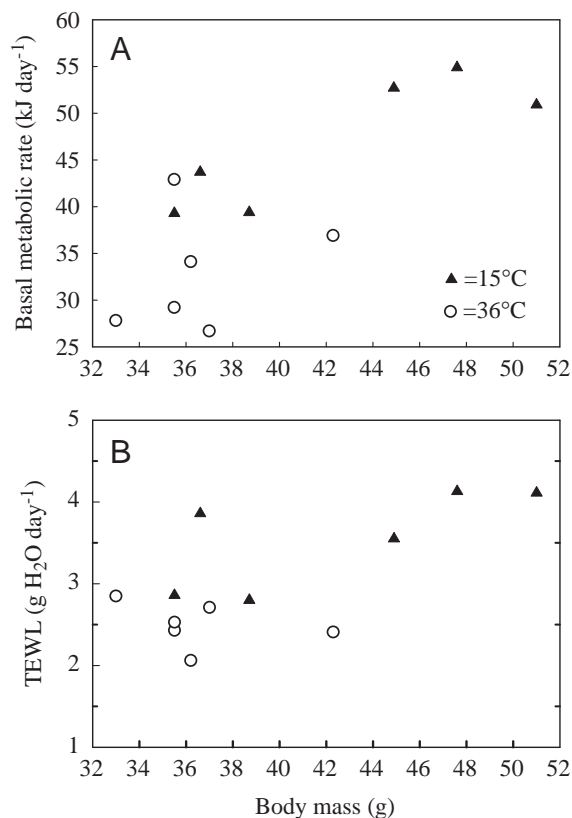 A
Basal metabolic rate (kJ day-1)
55
50
45
40
35
30
25
▲ =15°C
○ =36°C
32 34 36 38 40 42 44 46 48 50 52
B
TEWL (g H2O day-1)
5
4
3
2
1
32 34 36 38 40 42 44 46 48 50 52
Body mass (g)